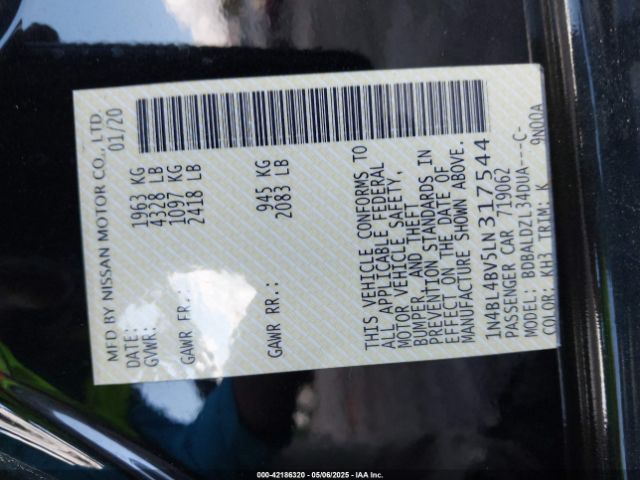 MFD BY NISSAN MOTOR CO., LTD.
DATE: 01/20
GVWR: 1963 KG
4328 LB
GAWR FR.: 1097 KG
2418 LB
GAWR RR.: 945 KG
2083 LB
THIS VEHICLE CONFORMS TO
ALL APPLICABLE FEDERAL
MOTOR VEHICLE SAFETY,
BUMPER, AND THEFT
PREVENTION STANDARDS IN
EFFECT ON THE DATE OF
MANUFACTURE SHOWN ABOVE.
1N4BL4BV5LN317544
PASSENGER CAR 719062
MODEL: BDBALDZL34DUA----C-
COLOR: KH3 TRIM: K 9N00A
000-42186320 - 05/06/2025 - IAA Inc.